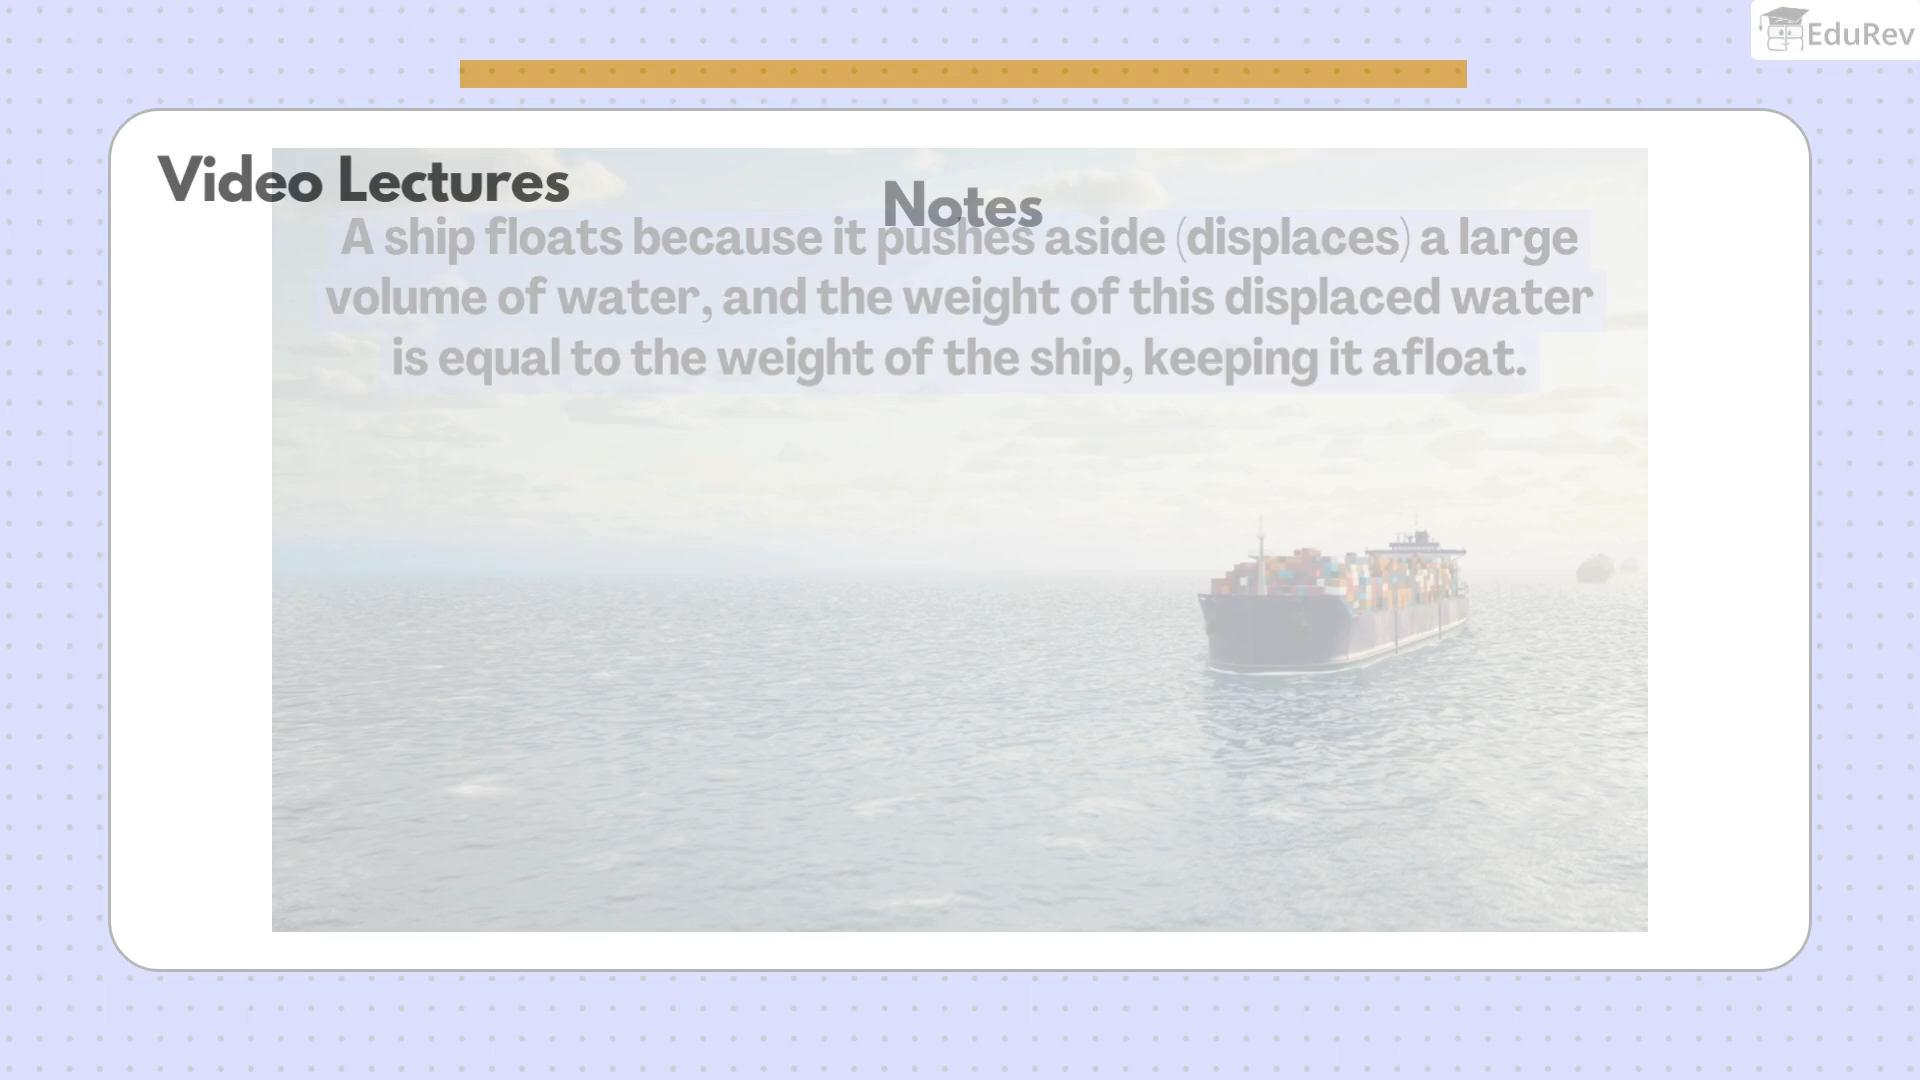 EduRev
Video Lectures
Notes
A ship floats because it pushes aside (displaces) a large
volume of water, and the weight of this displaced water
is equal to the weight of the ship, keeping it afloat.